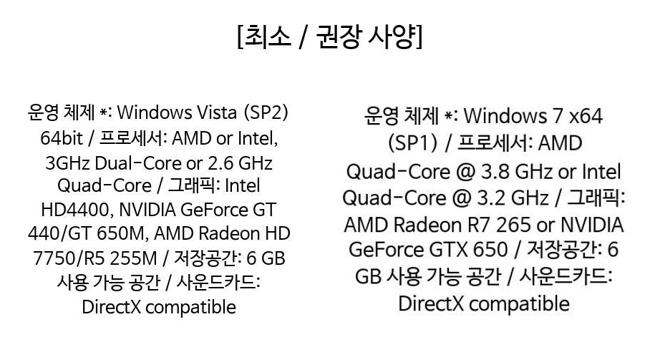 [최소 / 권장 사양]
운영 체제 *: Windows Vista (SP2)
64bit / 프로세서: AMD or Intel,
3GHz Dual-Core or 2.6 GHz
Quad-Core / 그래픽: Intel
HD4400, NVIDIA GeForce GT
440/GT 650M, AMD Radeon HD
7750/R5 255M / 저장공간: 6 GB
사용 가능 공간 / 사운드카드:
DirectX compatible
운영 체제 *: Windows 7 x64
(SP1) / 프로세서: AMD
Quad-Core @ 3.8 GHz or Intel
Quad-Core @ 3.2 GHz / 그래픽:
AMD Radeon R7 265 or NVIDIA
GeForce GTX 650 / 저장공간: 6
GB 사용 가능 공간 / 사운드카드:
DirectX compatible